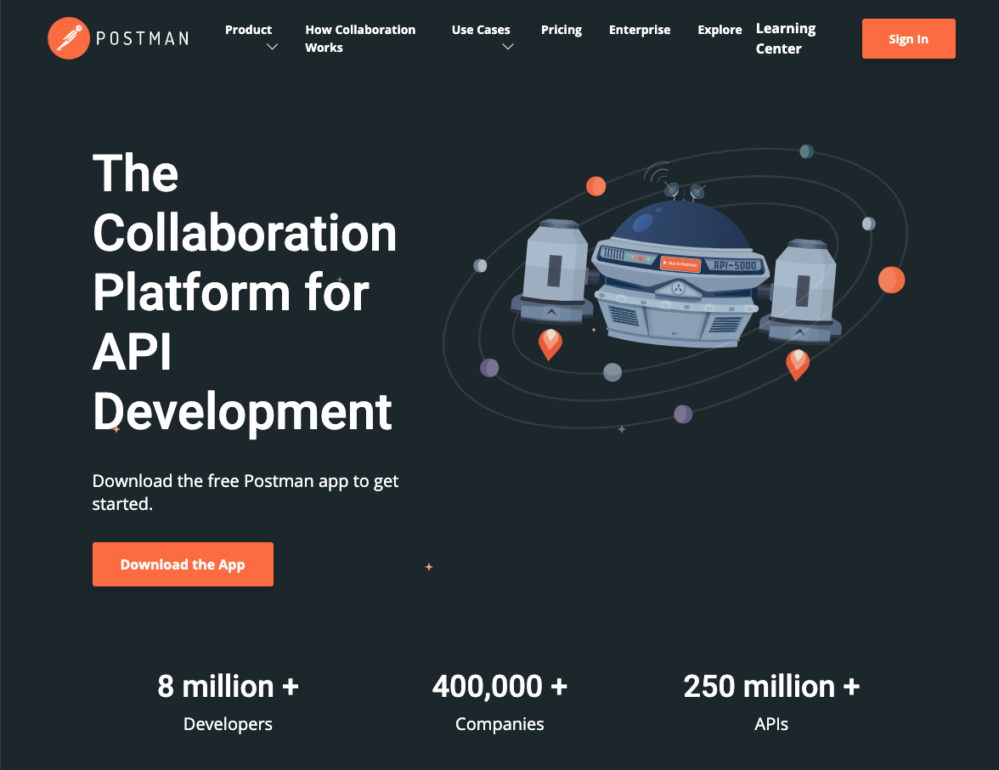 POSTMAN
Product
How Collaboration
Works
Use Cases
Pricing
Enterprise
Explore
Learning
Center
Sign In
The
Collaboration
Platform for
API
Development
Run in Postman
API-5000
Download the free Postman app to get
started.
Download the App
8 million +
400,000 +
250 million +
Developers
Companies
APIs